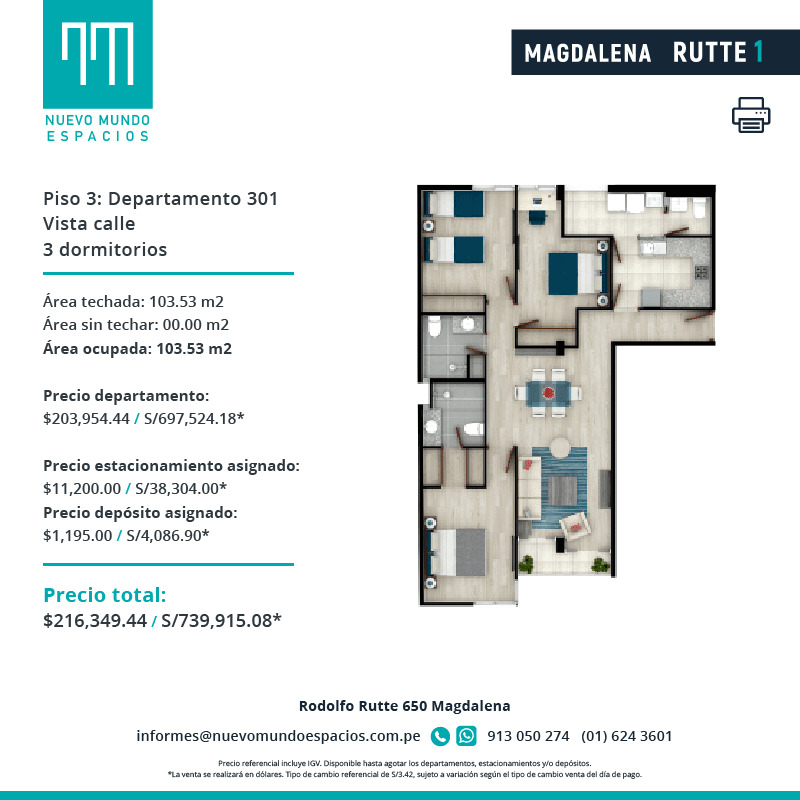 NUEVO MUNDO
ESPACIOS
MAGDALENA RUTTE 1
Piso 3: Departamento 301
Vista calle
3 dormitorios
Área techada: 103.53 m2
Área sin techar: 00.00 m2
Área ocupada: 103.53 m2
Precio departamento:
$203,954.44 / S/697,524.18*
Precio estacionamiento asignado:
$11,200.00 / S/38,304.00*
Precio depósito asignado:
$1,195.00 / S/4,086.90*
Precio total:
$216,349.44 / S/739,915.08*
Rodolfo Rutte 650 Magdalena
informes@nuevomundoespacios.com.pe 913 050 274 (01) 624 3601
Precio referencial incluye IGV. Disponible hasta agotar los departamentos, estacionamientos y/o depósitos.
*La venta se realizará en dólares. Tipo de cambio referencial de S/3.42, sujeto a variación según el tipo de cambio venta del día de pago.